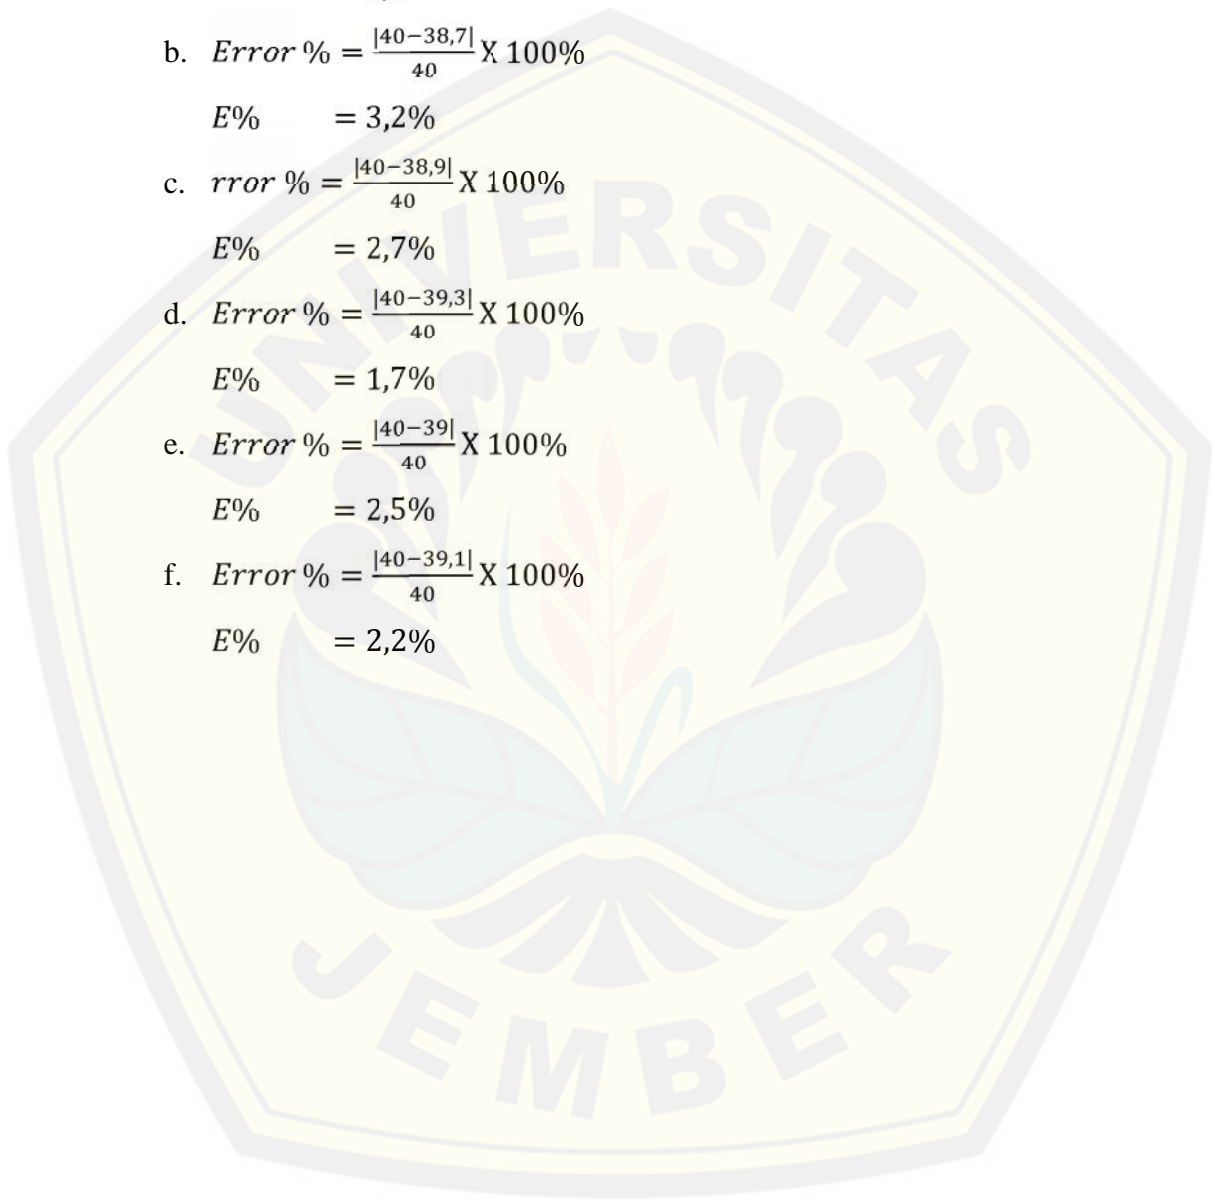 b. Error % = |40−38,7|/40 X 100%
E% = 3,2%
c. rror % = |40−38,9|/40 X 100%
E% = 2,7%
d. Error % = |40−39,3|/40 X 100%
E% = 1,7%
e. Error % = |40−39|/40 X 100%
E% = 2,5%
f. Error % = |40−39,1|/40 X 100%
E% = 2,2%
UNIVERSITAS
JEMBER